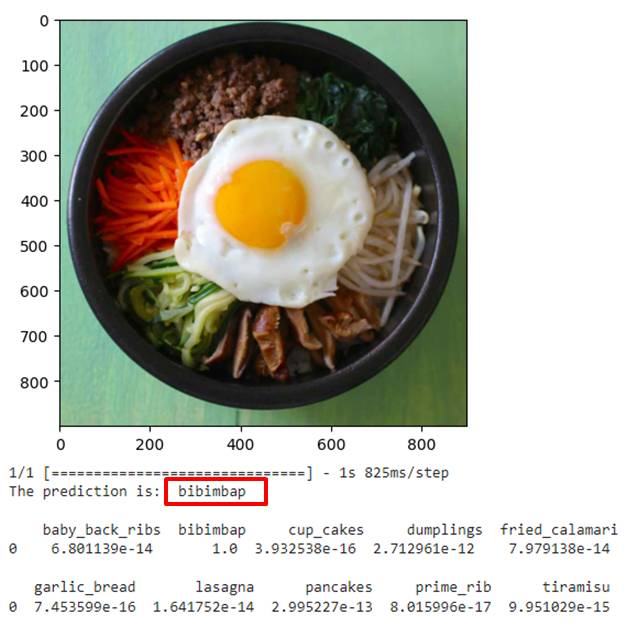 0
100
200
300
400
500
600
700
800
0 200 400 600 800
1/1 [==============================] - 1s 825ms/step
The prediction is: bibimbap
baby_back_ribs bibimbap cup_cakes dumplings fried_calamari
0 6.801139e-14 1.0 3.932538e-16 2.712961e-12 7.979138e-14
garlic_bread lasagna pancakes prime_rib tiramisu
0 7.453599e-16 1.641752e-14 2.995227e-13 8.015996e-17 9.951029e-15